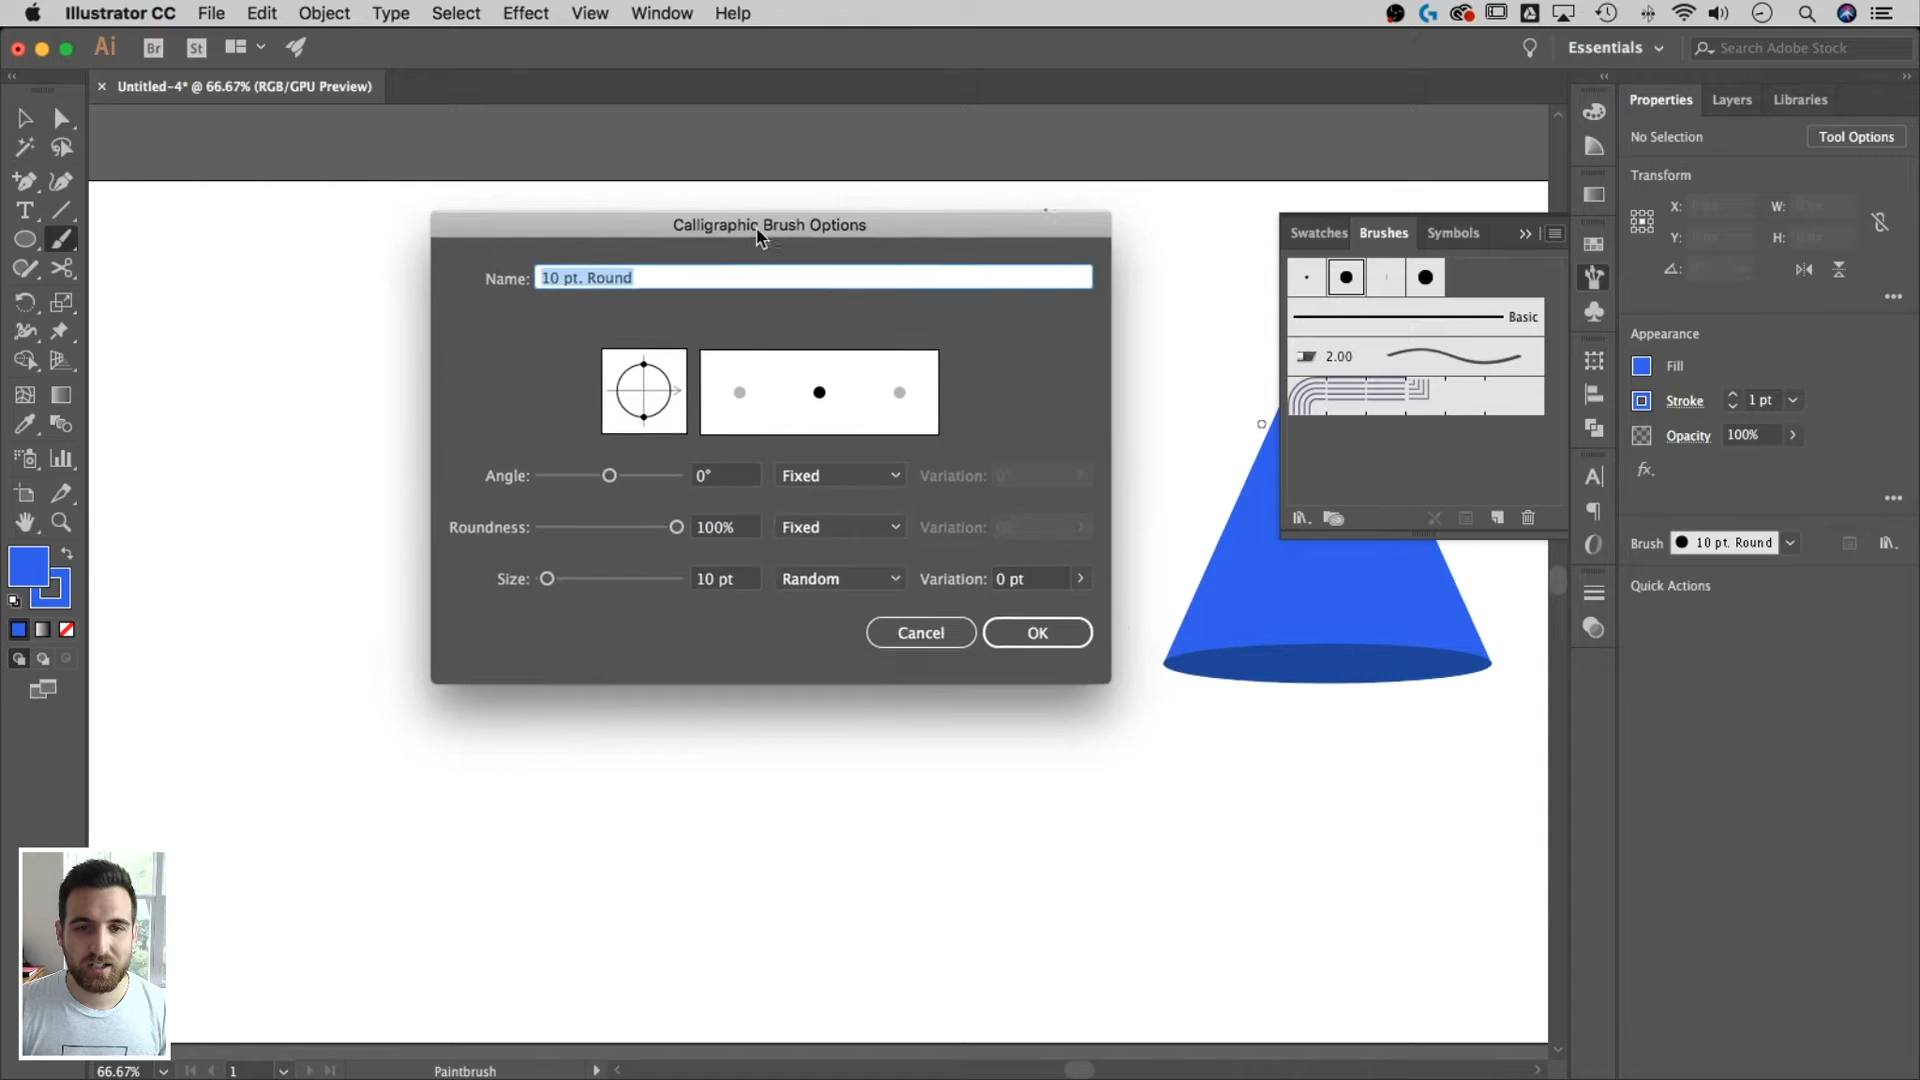 Illustrator CC File Edit Object Type Select Effect View Window Help
Ai Br St Essentials Search Adobe Stock
× Untitled-4* @ 66.67% (RGB/GPU Preview)
Properties Layers Libraries
No Selection Tool Options
Transform
X: W:
Y: H:
Appearance
Fill
Stroke 1 pt
Opacity 100%
fx.
Brush 10 pt. Round
Quick Actions
Calligraphic Brush Options
Name: 10 pt. Round
Angle: 0° Fixed Variation: 0°
Roundness: 100% Fixed Variation:
Size: 10 pt Random Variation: 0 pt
Cancel OK
Swatches Brushes Symbols
Basic
2.00
66.67% 1 Paintbrush